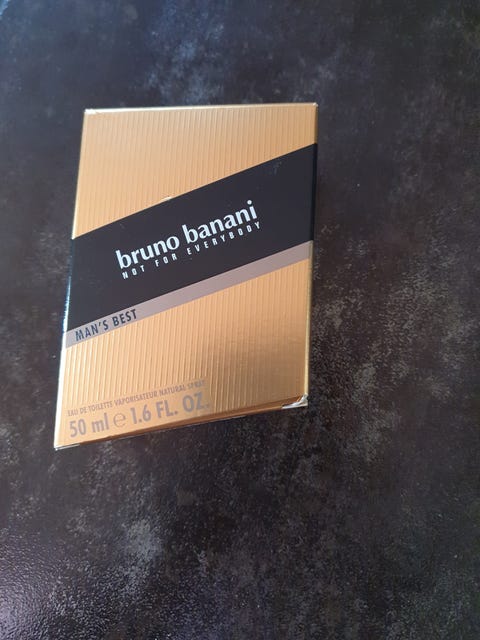 bruno banani
NOT FOR EVERYBODY
MAN'S BEST
EAU DE TOILETTE VAPORISATEUR NATURAL SPRAY
50 ml e 1.6 FL. OZ.